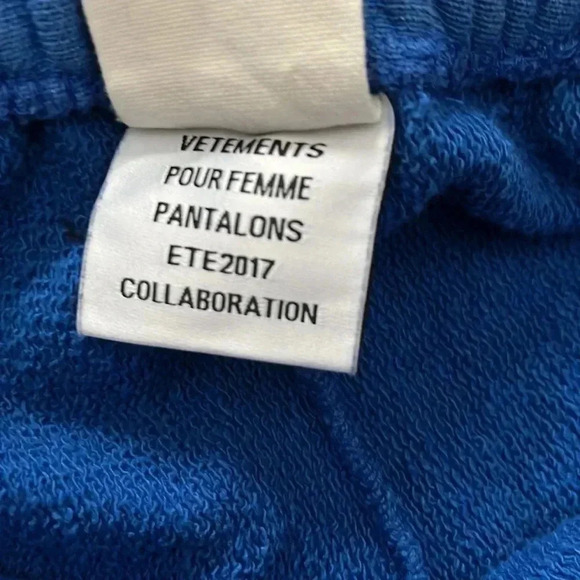 VETEMENTS
POUR FEMME
PANTALONS
ETE2017
COLLABORATION